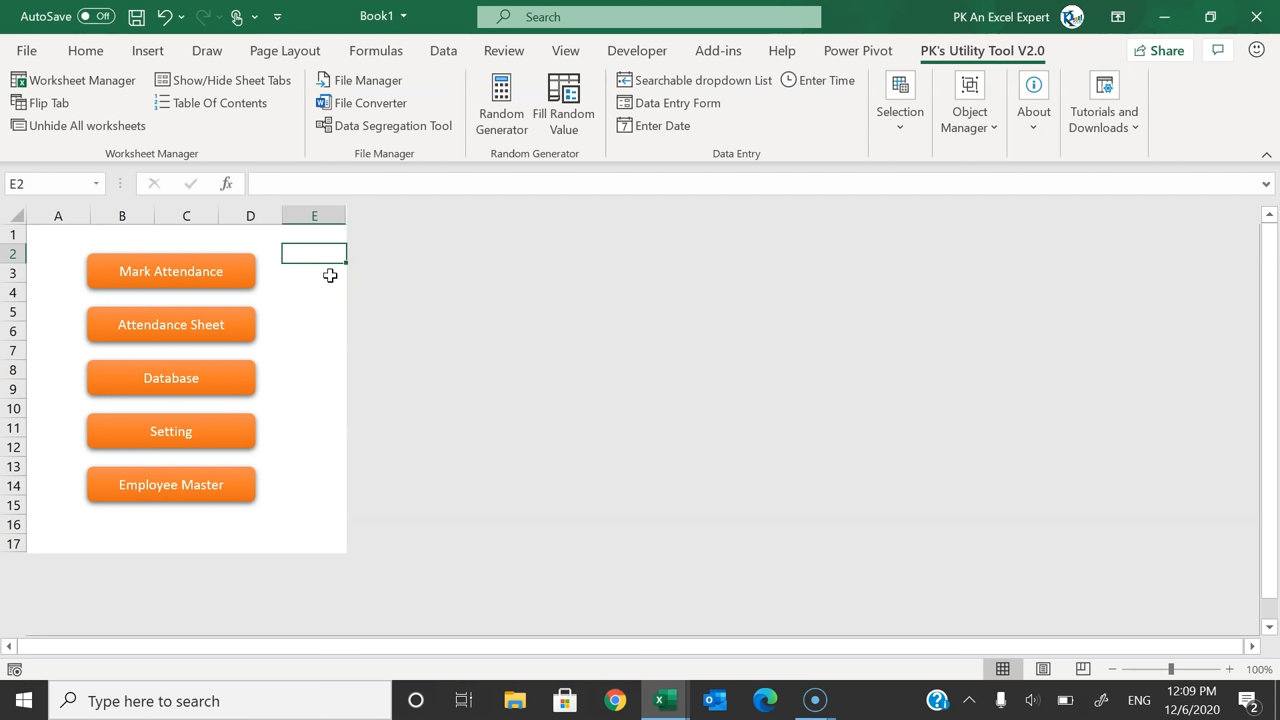 AutoSave Off Book1 Search PK An Excel Expert
File Home Insert Draw Page Layout Formulas Data Review View Developer Add-ins Help Power Pivot PK's Utility Tool V2.0 Share
Worksheet Manager
Flip Tab
Unhide All worksheets
Show/Hide Sheet Tabs
Table Of Contents
Worksheet Manager
File Manager
File Converter
Data Segregation Tool
File Manager
Random
Generator
Fill Random
Value
Random Generator
Searchable dropdown List
Data Entry Form
Enter Date
Enter Time
Data Entry
Selection
Object
Manager
About
Tutorials and
Downloads
E2 fx
A B C D E
1
2
3
4
5
6
7
8
9
10
11
12
13
14
15
16
17
Mark Attendance
Attendance Sheet
Database
Setting
Employee Master
100%
Type here to search
ENG
12:09 PM
12/6/2020
2